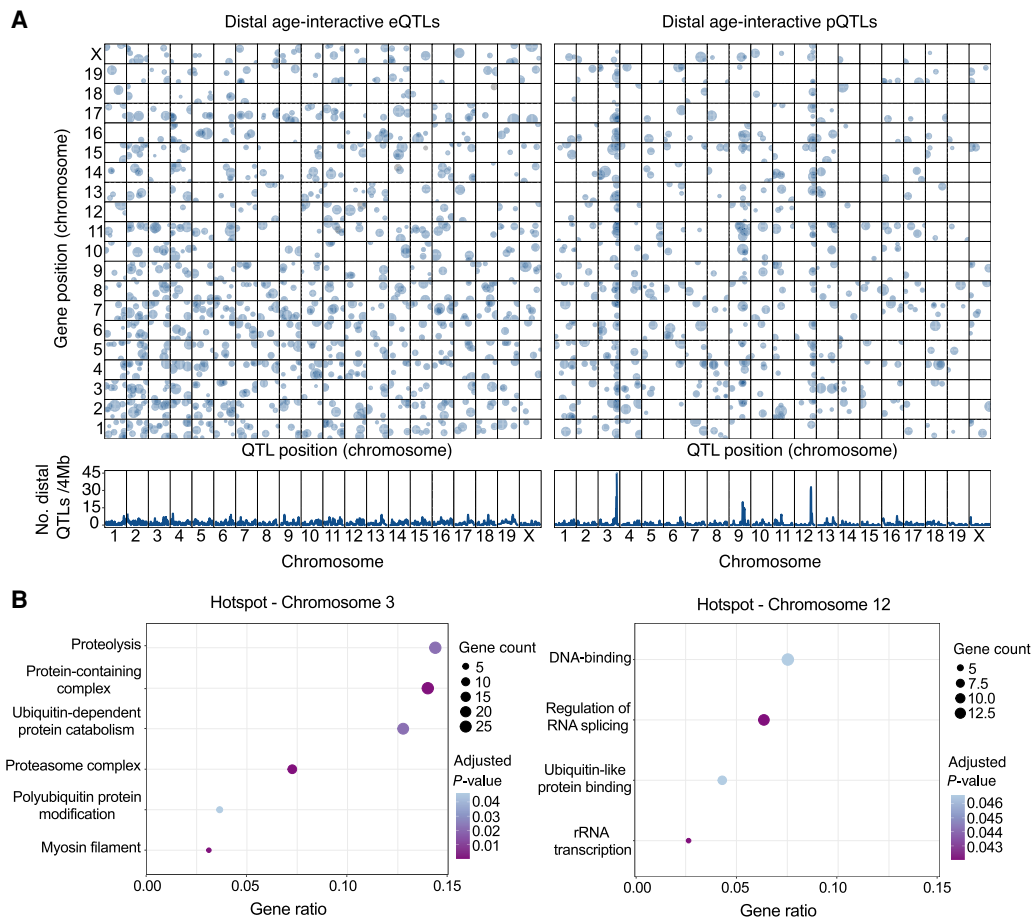 A
Distal age-interactive eQTLs
Distal age-interactive pQTLs
Gene position (chromosome)
X
19
18
17
16
15
14
13
12
11
10
9
8
7
6
5
4
3
2
1
QTL position (chromosome)
QTL position (chromosome)
No. distal
QTLs /4Mb
45
30
15
0
1 2 3 4 5 6 7 8 9 10 11 12 13 14 15 16 17 18 19 X
1 2 3 4 5 6 7 8 9 10 11 12 13 14 15 16 17 18 19 X
Chromosome
Chromosome
B
Hotspot - Chromosome 3
Proteolysis
Protein-containing
complex
Ubiquitin-dependent
protein catabolism
Proteasome complex
Polyubiquitin protein
modification
Myosin filament
0.00 0.05 0.10 0.15
Gene ratio
Gene count
5
10
15
20
25
Adjusted
P-value
0.04
0.03
0.02
0.01
Hotspot - Chromosome 12
DNA-binding
Regulation of
RNA splicing
Ubiquitin-like
protein binding
rRNA
transcription
0.00 0.05 0.10 0.15
Gene ratio
Gene count
5
7.5
10.0
12.5
Adjusted
P-value
0.046
0.045
0.044
0.043